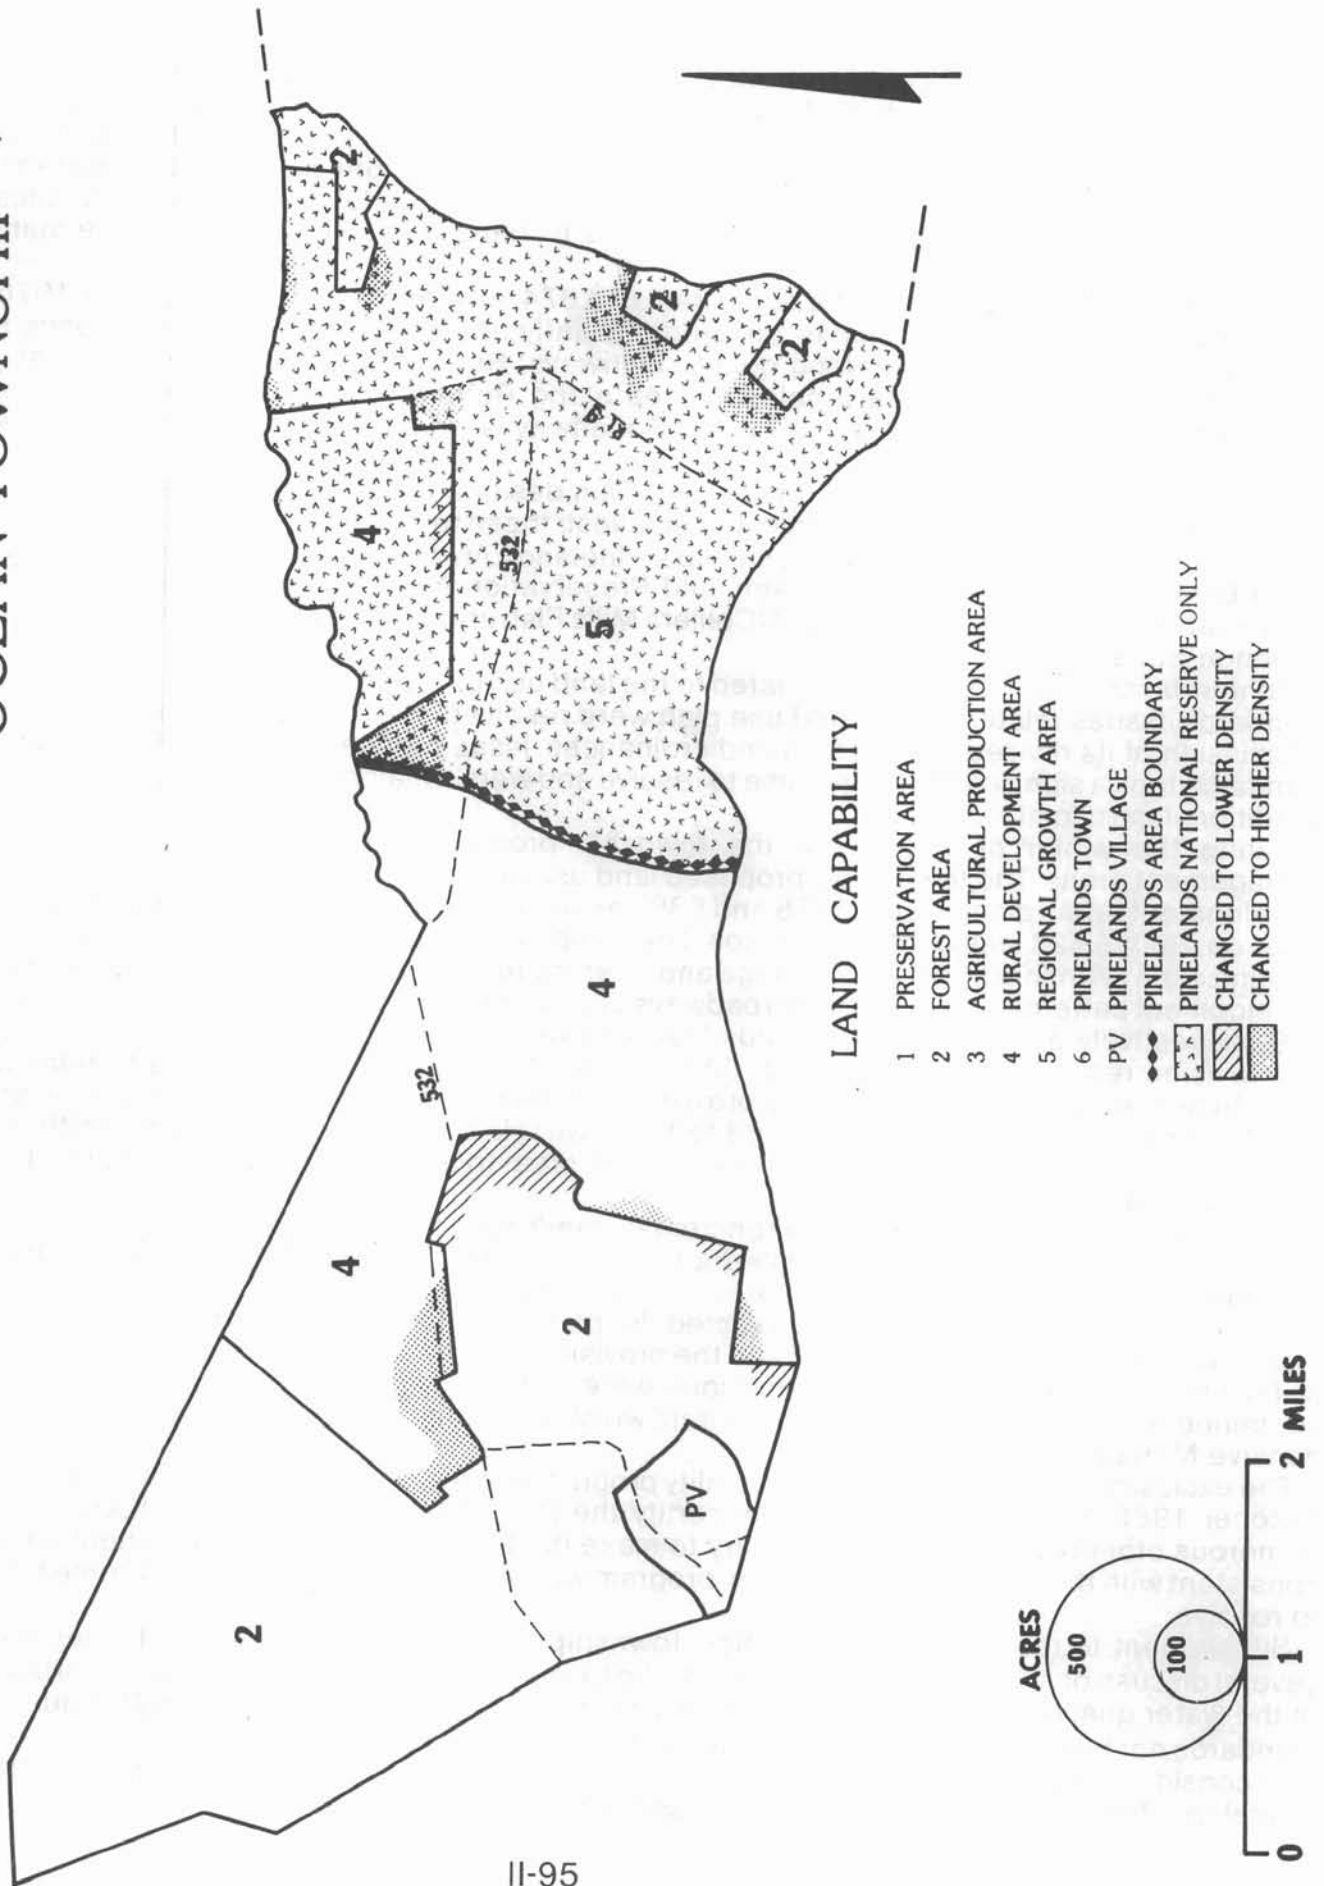 OCEAN TOWNSHIP
2
4
2
2
Rt. 9
532
5
2
4
532
4
2
PV
2
LAND CAPABILITY
1 PRESERVATION AREA
2 FOREST AREA
3 AGRICULTURAL PRODUCTION AREA
4 RURAL DEVELOPMENT AREA
5 REGIONAL GROWTH AREA
6 PINELANDS TOWN
PV PINELANDS VILLAGE
PINELANDS AREA BOUNDARY
PINELANDS NATIONAL RESERVE ONLY
CHANGED TO LOWER DENSITY
CHANGED TO HIGHER DENSITY
ACRES
500
100
0 1 2 MILES
II-95